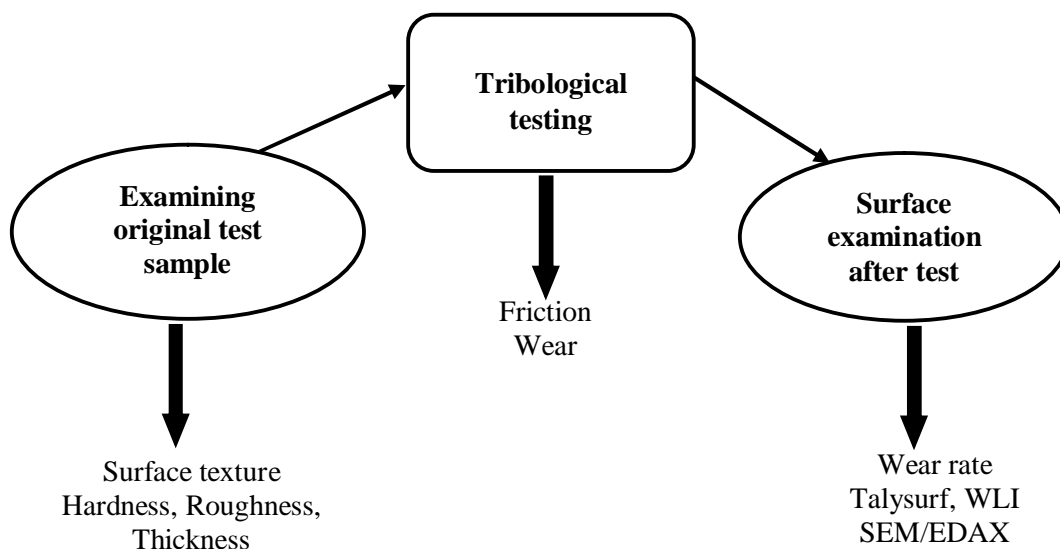 Tribological
testing
Examining
original test
sample
Surface
examination
after test
Friction
Wear
Surface texture
Hardness, Roughness,
Thickness
Wear rate
Talysurf, WLI
SEM/EDAX